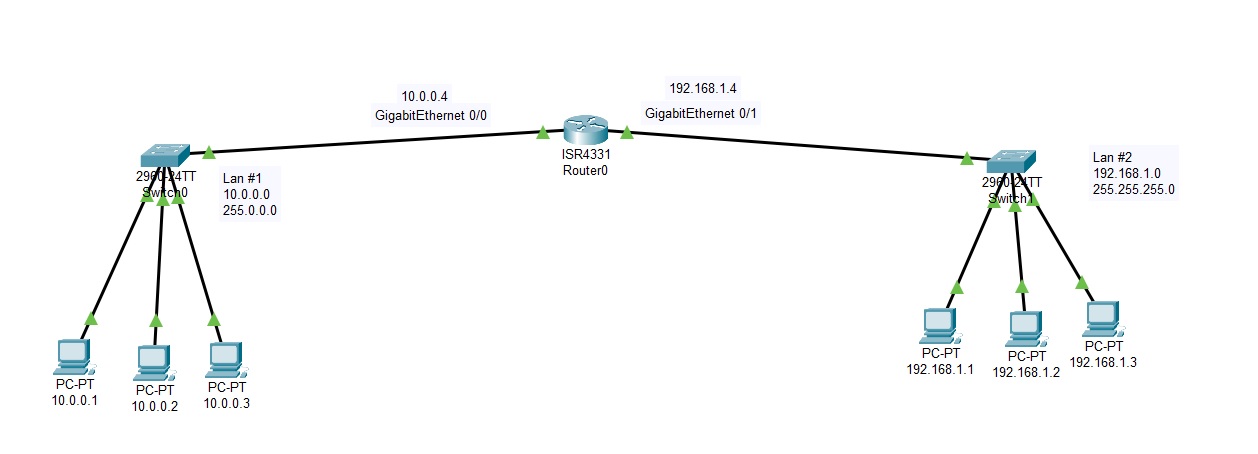 10.0.0.4
GigabitEthernet 0/0
192.168.1.4
GigabitEthernet 0/1
ISR4331
Router0
2960-24TT
Switch0
Lan #1
10.0.0.0
255.0.0.0
2960-24TT
Switch1
Lan #2
192.168.1.0
255.255.255.0
PC-PT
10.0.0.1
PC-PT
10.0.0.2
PC-PT
10.0.0.3
PC-PT
192.168.1.1
PC-PT
192.168.1.2
PC-PT
192.168.1.3